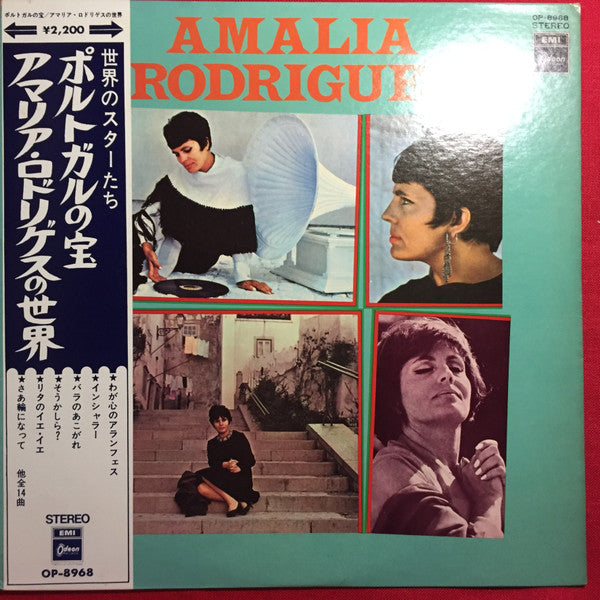 ポルトガルの宝/アマリア・ロドリゲスの世界
¥2,200
世界のスターたち
ポルトガルの宝
アマリア・ロドリゲスの世界
★わが心のアランフェス
★インシャラー
★バラのあこがれ
★そうかしら?
★リタのイエ・イエ
★さあ輪になって
他全14曲
STEREO
EMI
Odeon
OP-8968
AMALIA
RODRIGUE
OP-8968
STEREO
EMI
Odeon